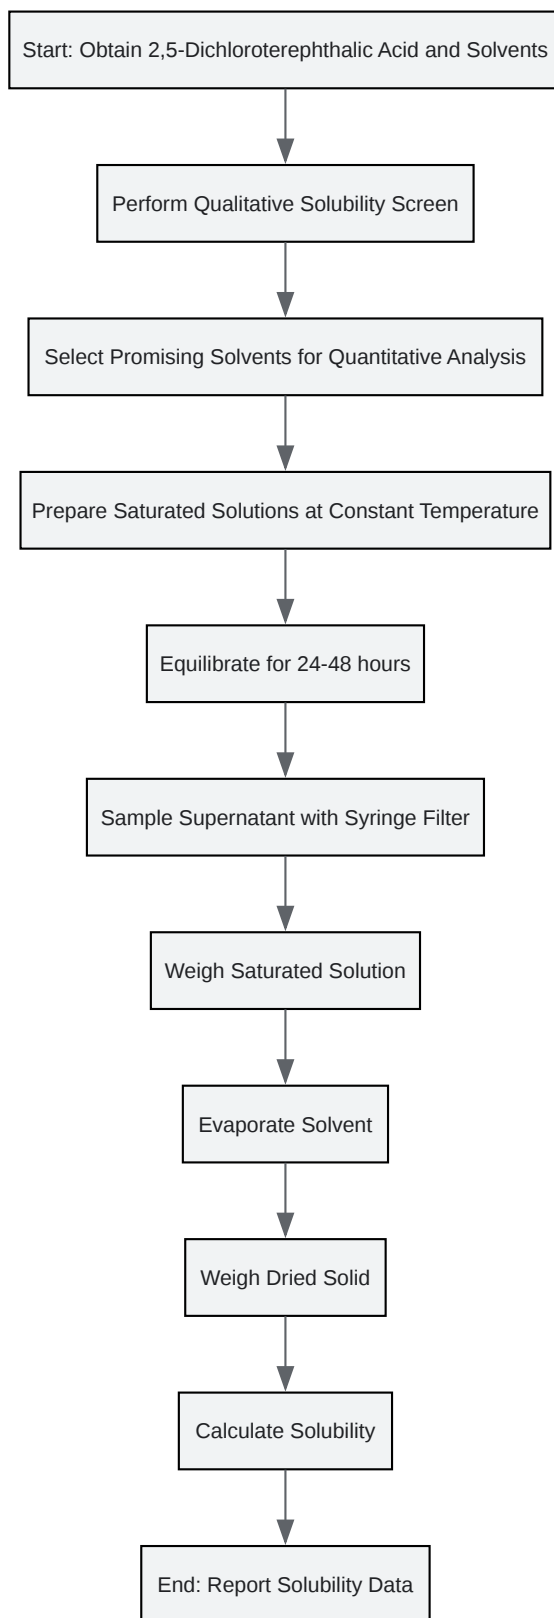 Start: Obtain 2,5-Dichloroterephthalic Acid and Solvents
Perform Qualitative Solubility Screen
Select Promising Solvents for Quantitative Analysis
Prepare Saturated Solutions at Constant Temperature
Equilibrate for 24-48 hours
Sample Supernatant with Syringe Filter
Weigh Saturated Solution
Evaporate Solvent
Weigh Dried Solid
Calculate Solubility
End: Report Solubility Data